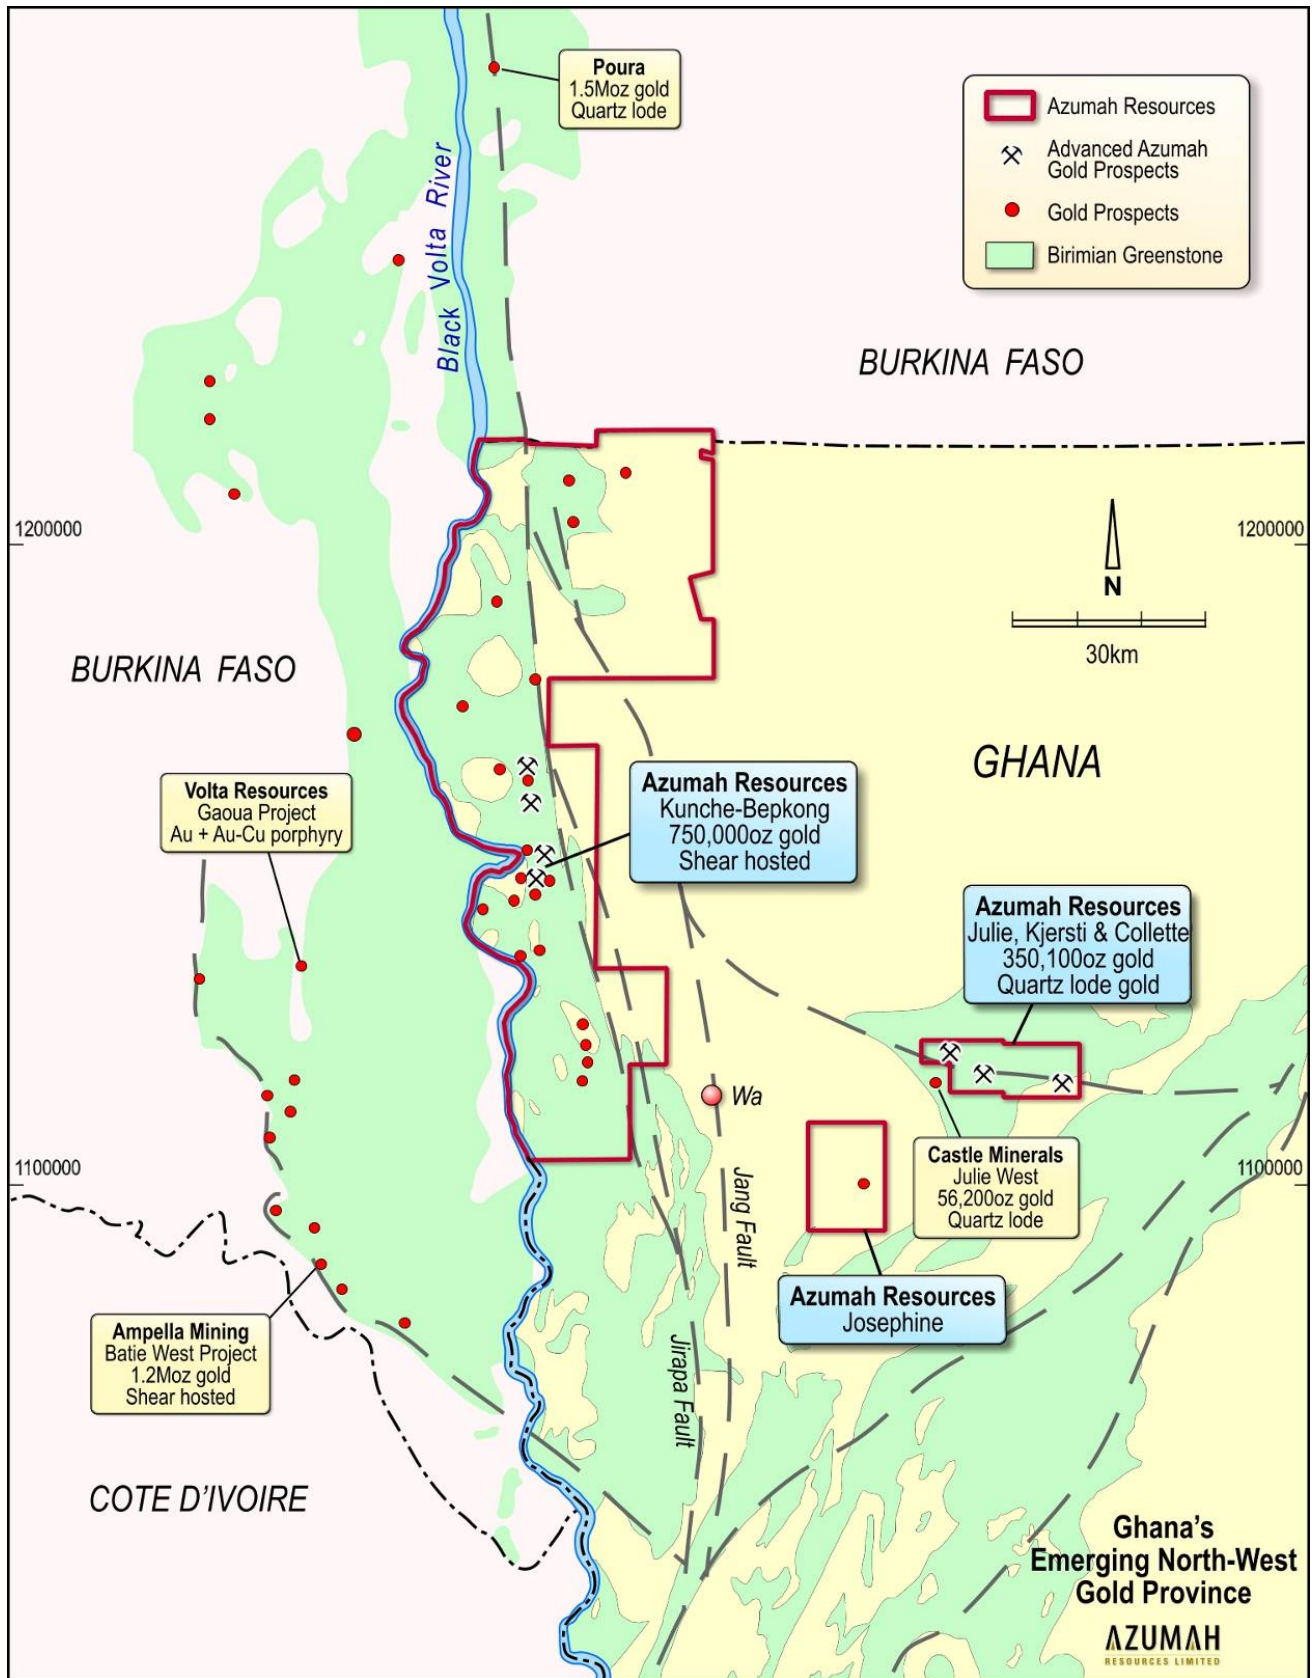 Poura
1.5Moz gold
Quartz lode
Azumah Resources
Advanced Azumah
Gold Prospects
Gold Prospects
Birimian Greenstone
Black Volta River
BURKINA FASO
1200000
1200000
N
30km
BURKINA FASO
GHANA
Volta Resources
Gaoua Project
Au + Au-Cu porphyry
Azumah Resources
Kunche-Bepkong
750,000oz gold
Shear hosted
Azumah Resources
Julie, Kjersti & Collette
350,100oz gold
Quartz lode gold
Wa
1100000
1100000
Castle Minerals
Julie West
56,200oz gold
Quartz lode
Jang Fault
Azumah Resources
Josephine
Ampella Mining
Batie West Project
1.2Moz gold
Shear hosted
Jirapa Fault
COTE D'IVOIRE
Ghana's
Emerging North-West
Gold Province
AZUMAH
RESOURCES LIMITED